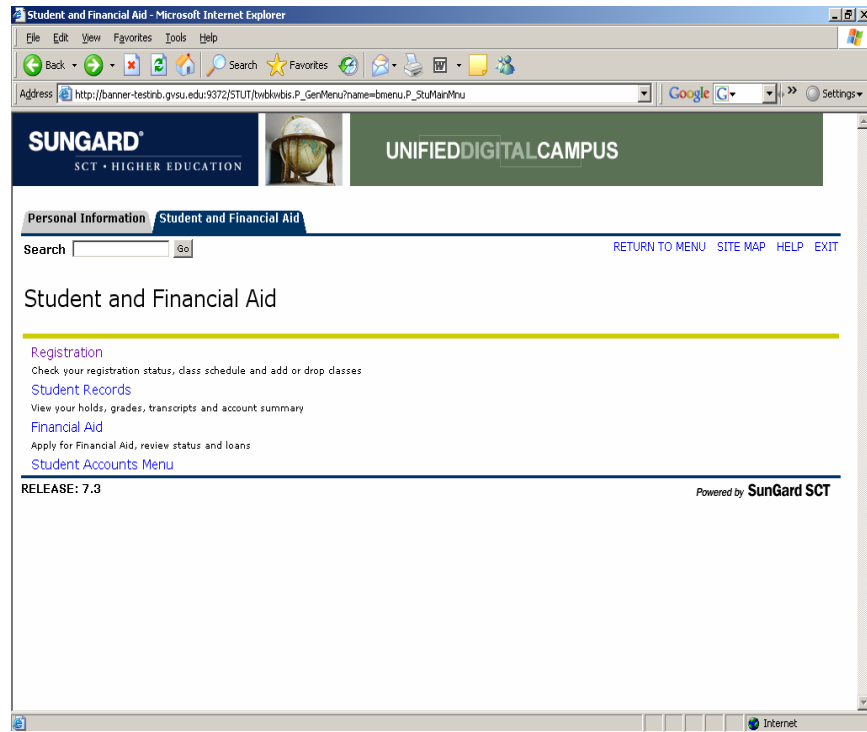 Student and Financial Aid - Microsoft Internet Explorer
File Edit View Favorites Tools Help
Back Search Favorites
Address http://banner-testinb.gvsu.edu:9372/STUT/twbkwbis.P_GenMenu?name=bmenu.P_StuMainMnu Google G Settings
SUNGARD® UNIFIEDDIGITALCAMPUS
SCT • HIGHER EDUCATION
Personal Information Student and Financial Aid
Search Go RETURN TO MENU SITE MAP HELP EXIT
Student and Financial Aid
Registration
Check your registration status, class schedule and add or drop classes
Student Records
View your holds, grades, transcripts and account summary
Financial Aid
Apply for Financial Aid, review status and loans
Student Accounts Menu
RELEASE: 7.3 Powered by SunGard SCT
Internet